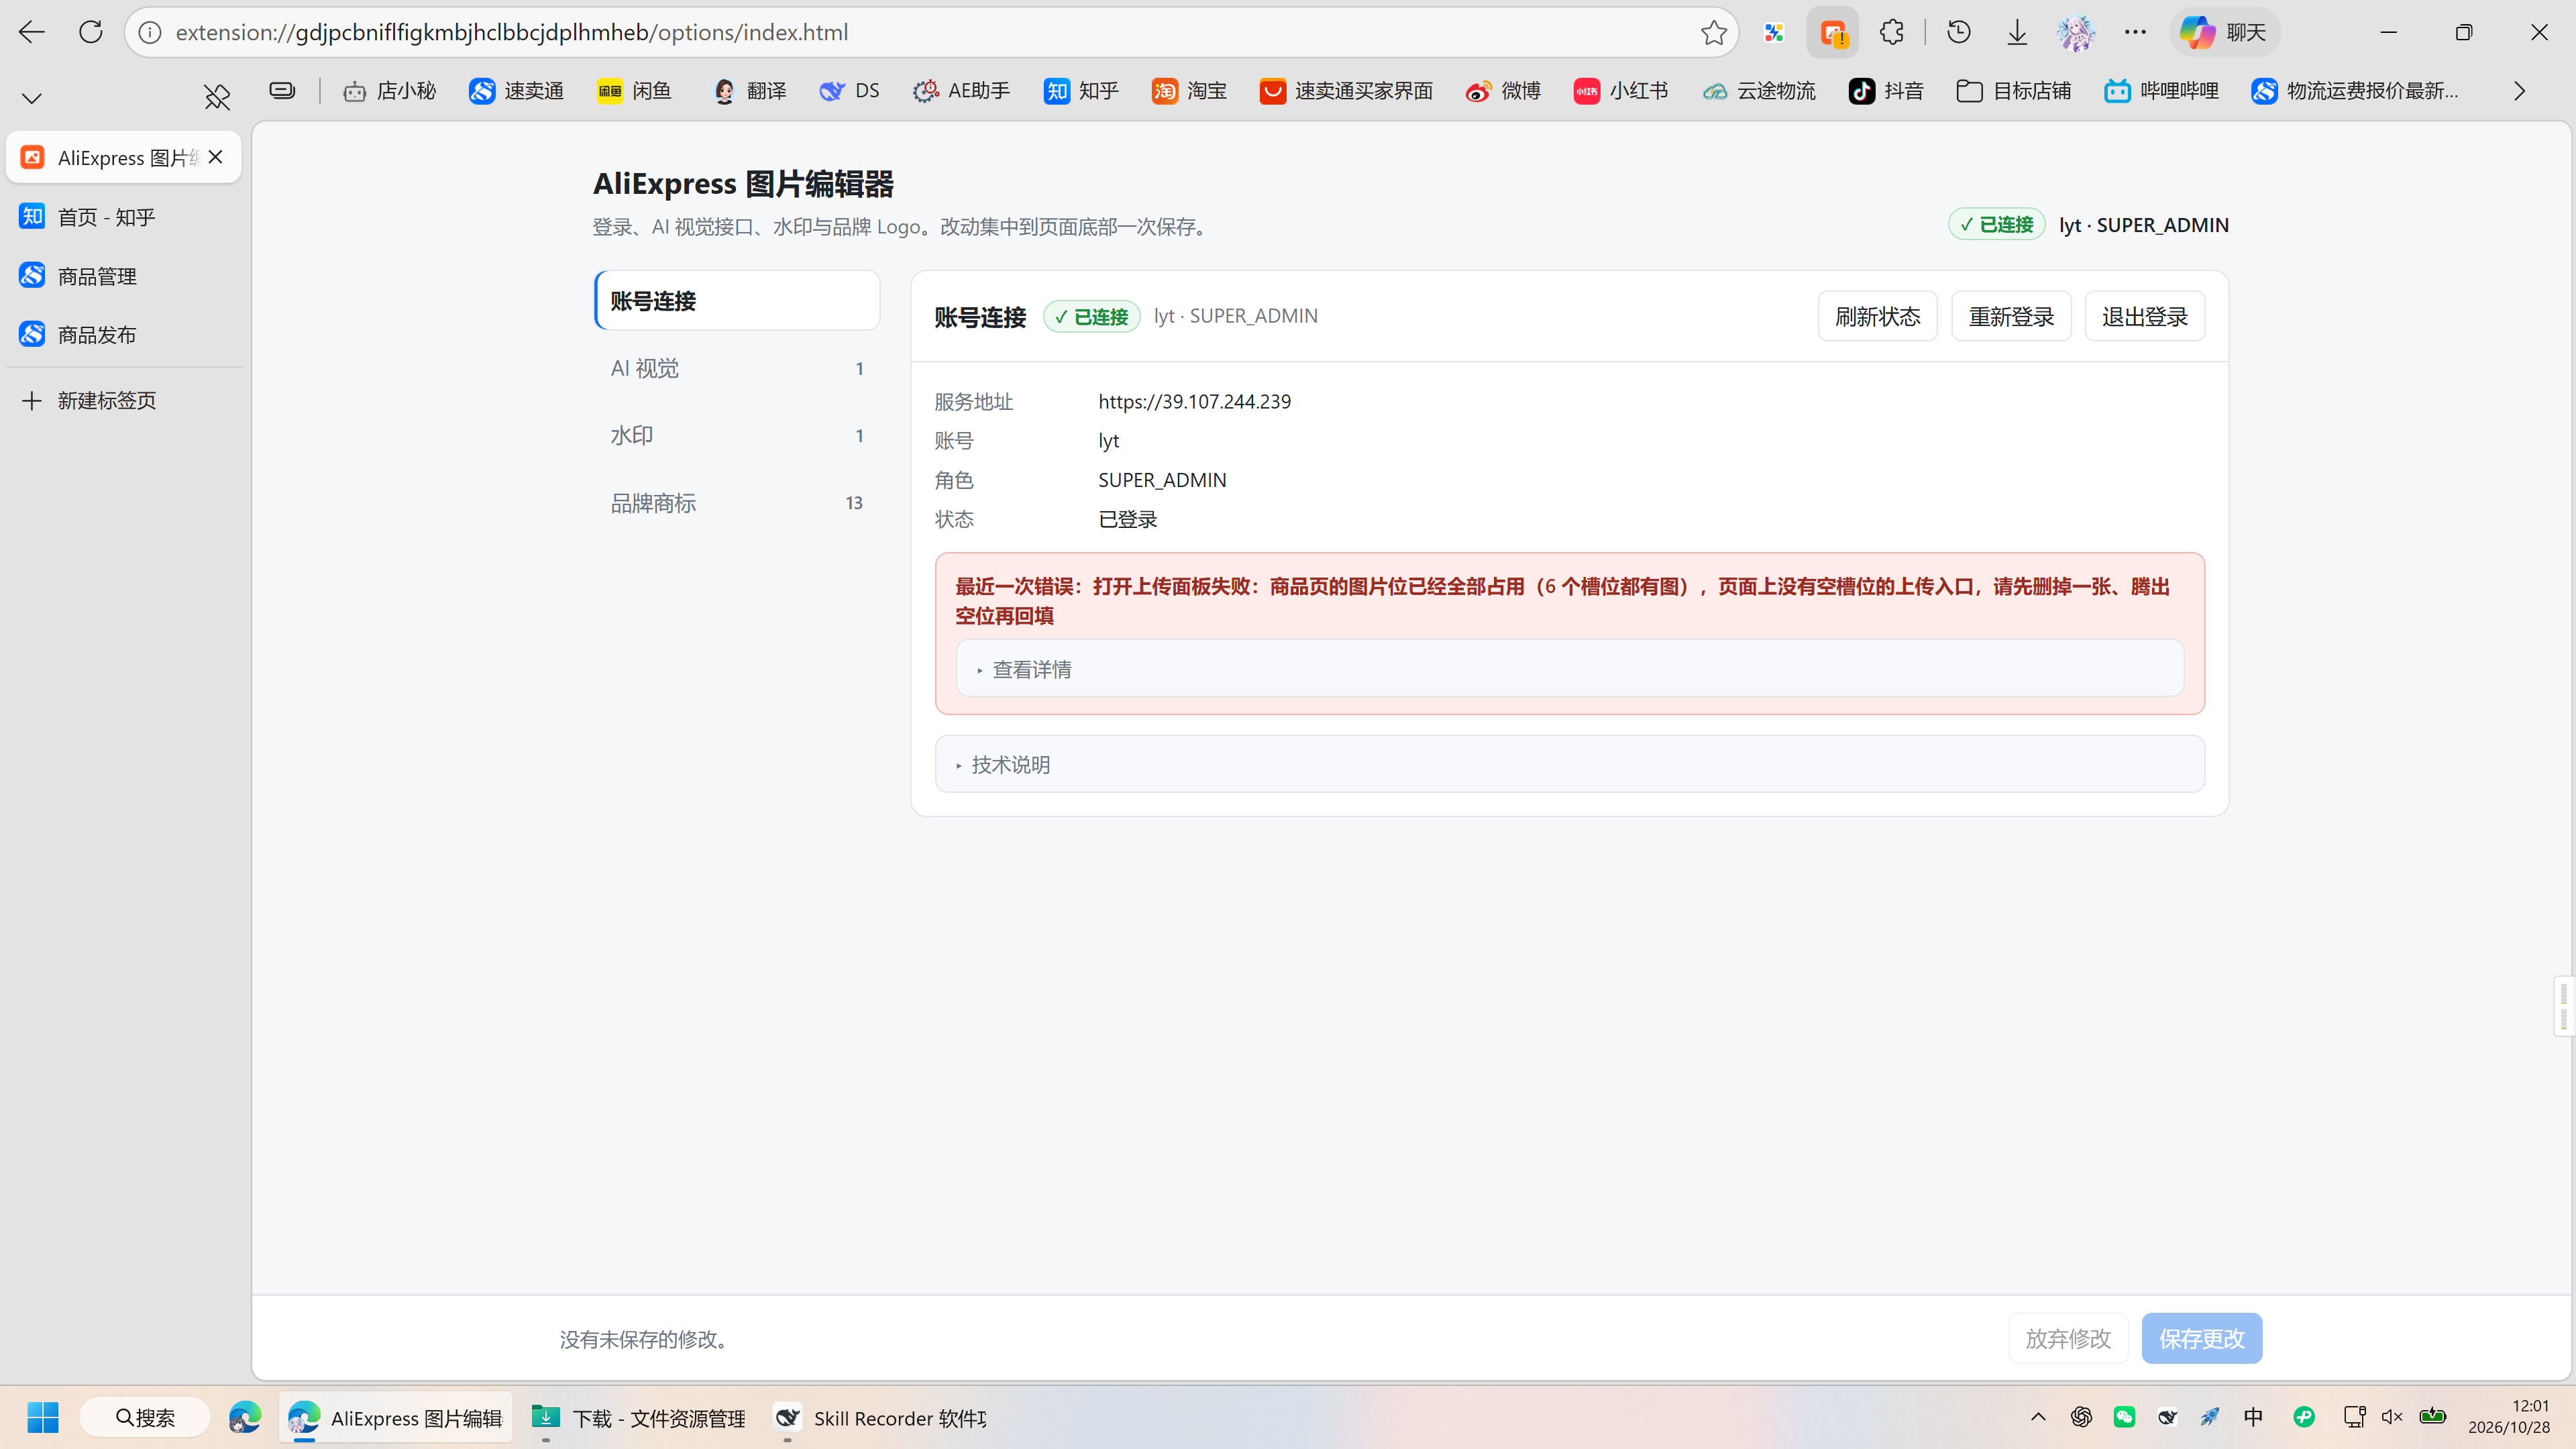 extension://gdjpcbniflfigkmbjhclbbcjdplhmheb/options/index.html
聊天
店小秘
速卖通
闲鱼 闲鱼
翻译
DS
AE助手
知 知乎
淘 淘宝
速卖通买家界面
微博
小红书 小红书
云途物流
抖音
目标店铺
哔哩哔哩
物流运费报价最新...
AliExpress 图片编
知 首页 - 知乎
商品管理
商品发布
新建标签页
AliExpress 图片编辑器
登录、AI 视觉接口、水印与品牌 Logo。改动集中到页面底部一次保存。
✓ 已连接 lyt · SUPER_ADMIN
账号连接
AI 视觉 1
水印 1
品牌商标 13
账号连接 ✓ 已连接 lyt · SUPER_ADMIN
刷新状态 重新登录 退出登录
服务地址 https://39.107.244.239
账号 lyt
角色 SUPER_ADMIN
状态 已登录
最近一次错误：打开上传面板失败：商品页的图片位已经全部占用（6 个槽位都有图），页面上没有空槽位的上传入口，请先删掉一张、腾出
空位再回填
▸ 查看详情
▸ 技术说明
没有未保存的修改。
放弃修改 保存更改
搜索
AliExpress 图片编辑
下载 - 文件资源管理
Skill Recorder 软件
中
12:01
2026/10/28